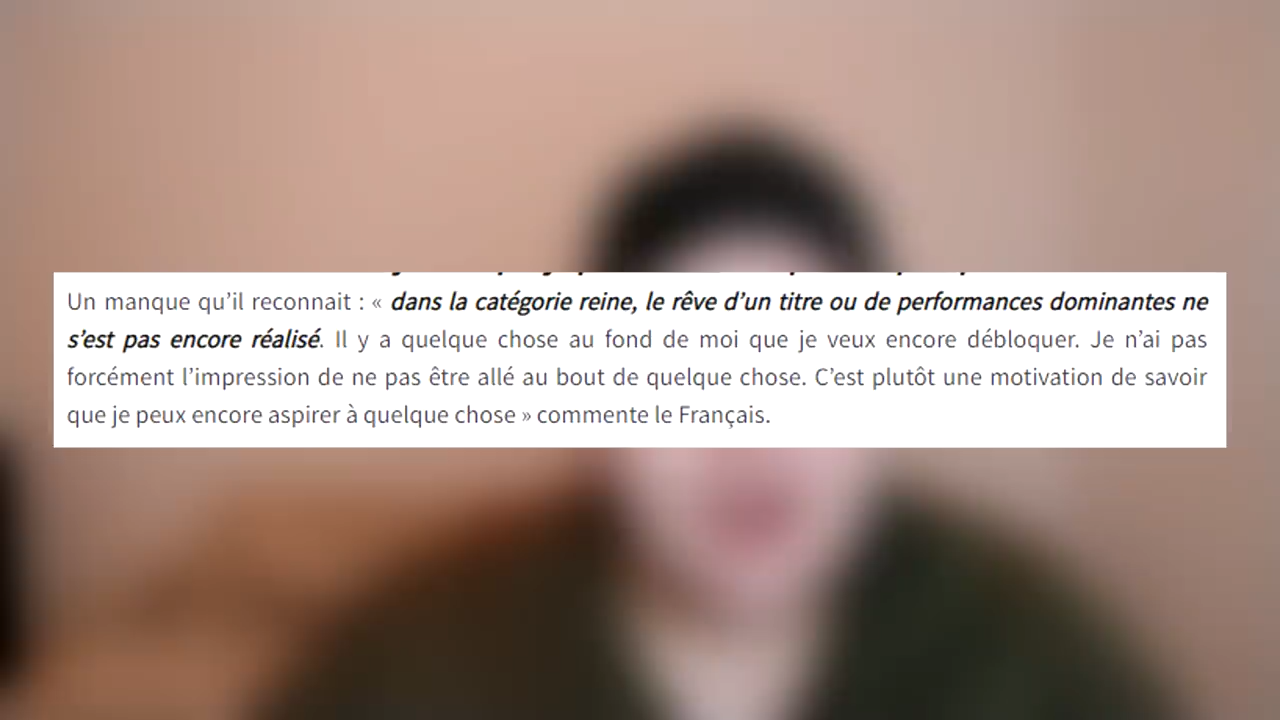 Un manque qu’il reconnait : « dans la catégorie reine, le rêve d’un titre ou de performances dominantes ne
s’est pas encore réalisé. Il y a quelque chose au fond de moi que je veux encore débloquer. Je n’ai pas
forcément l’impression de ne pas être allé au bout de quelque chose. C’est plutôt une motivation de savoir
que je peux encore aspirer à quelque chose » commente le Français.